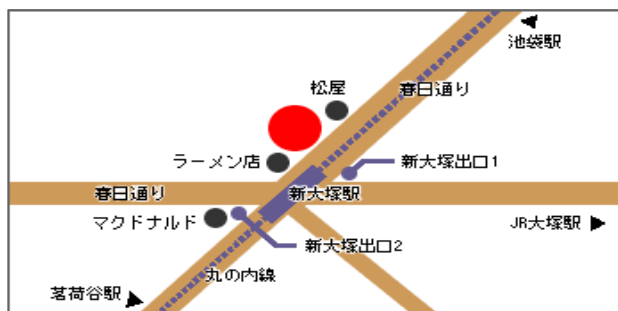 池袋駅
松屋
春日通り
ラーメン店
新大塚出口1
春日通り
新大塚駅
マクドナルド
JR大塚駅
新大塚出口2
丸の内線
茗荷谷駅